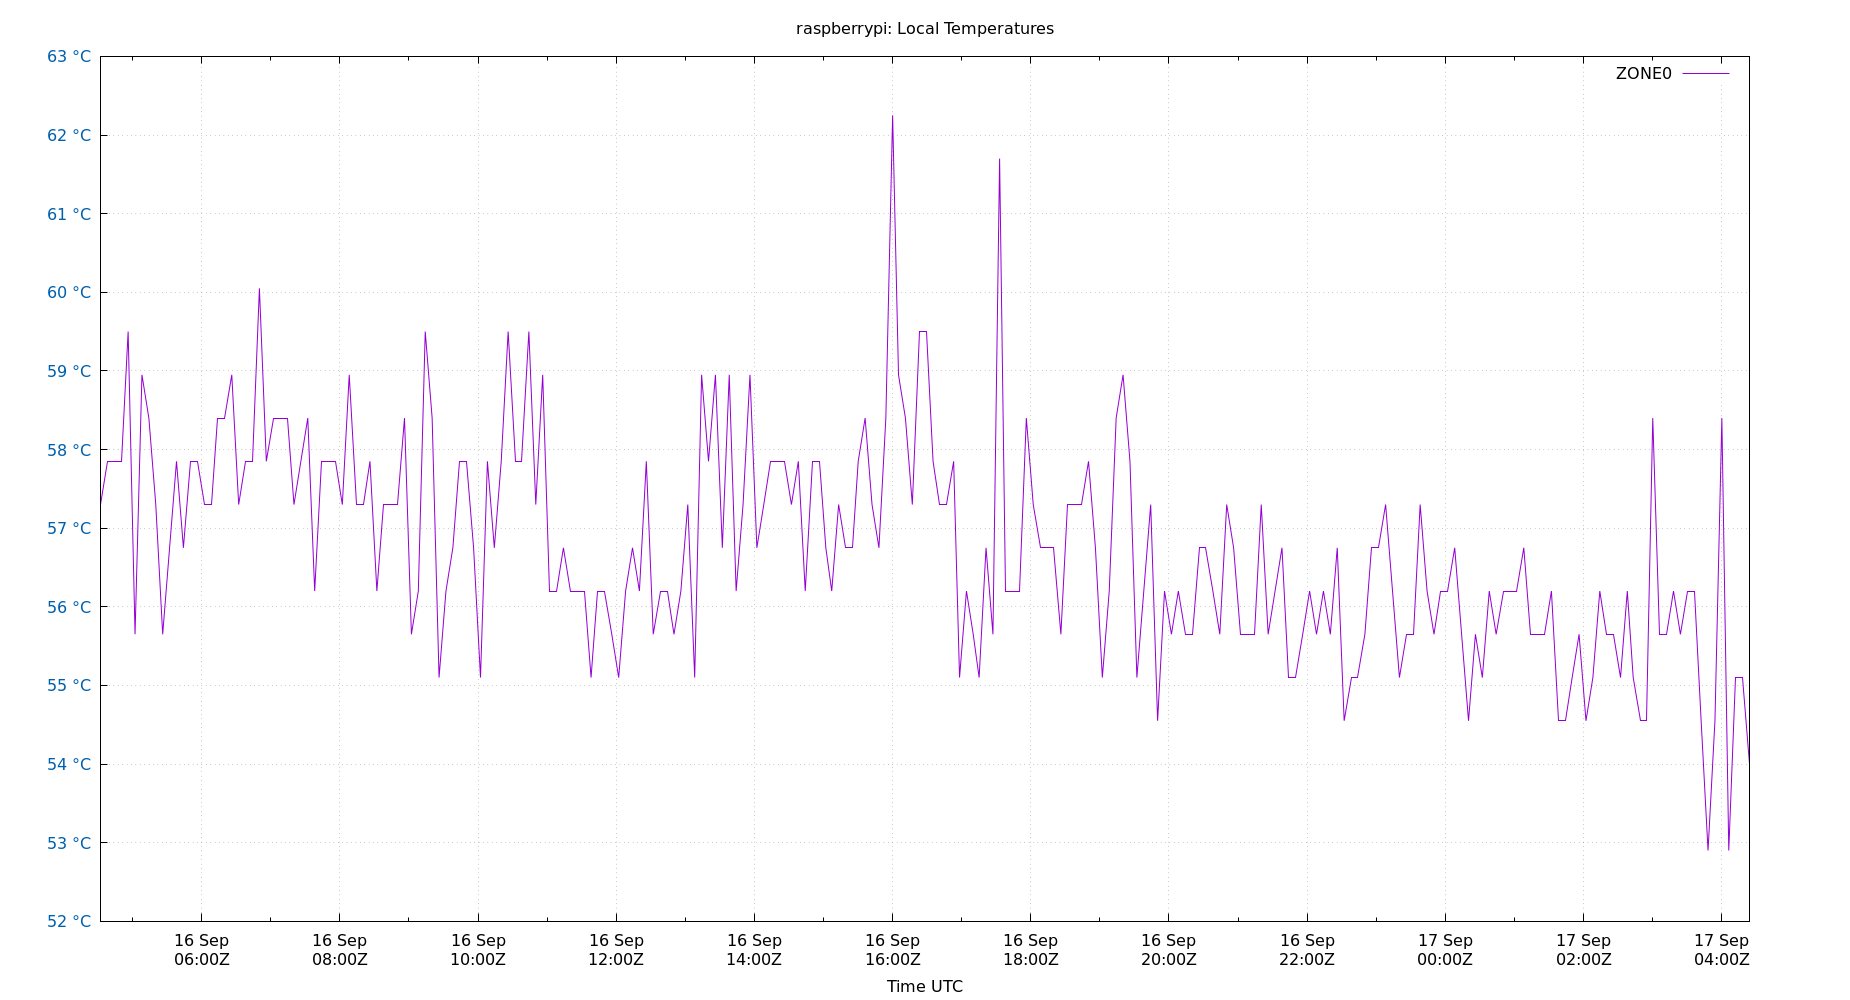 raspberrypi: Local Temperatures
63 °C
ZONE0
62 °C
61 °C
60 °C
59 °C
58 °C
57 °C
56 °C
55 °C
54 °C
53 °C
52 °C
16 Sep 16 Sep 16 Sep 16 Sep 16 Sep 16 Sep 16 Sep 16 Sep 16 Sep 17 Sep 17 Sep 17 Sep
06:00Z 08:00Z 10:00Z 12:00Z 14:00Z 16:00Z 18:00Z 20:00Z 22:00Z 00:00Z 02:00Z 04:00Z
Time UTC